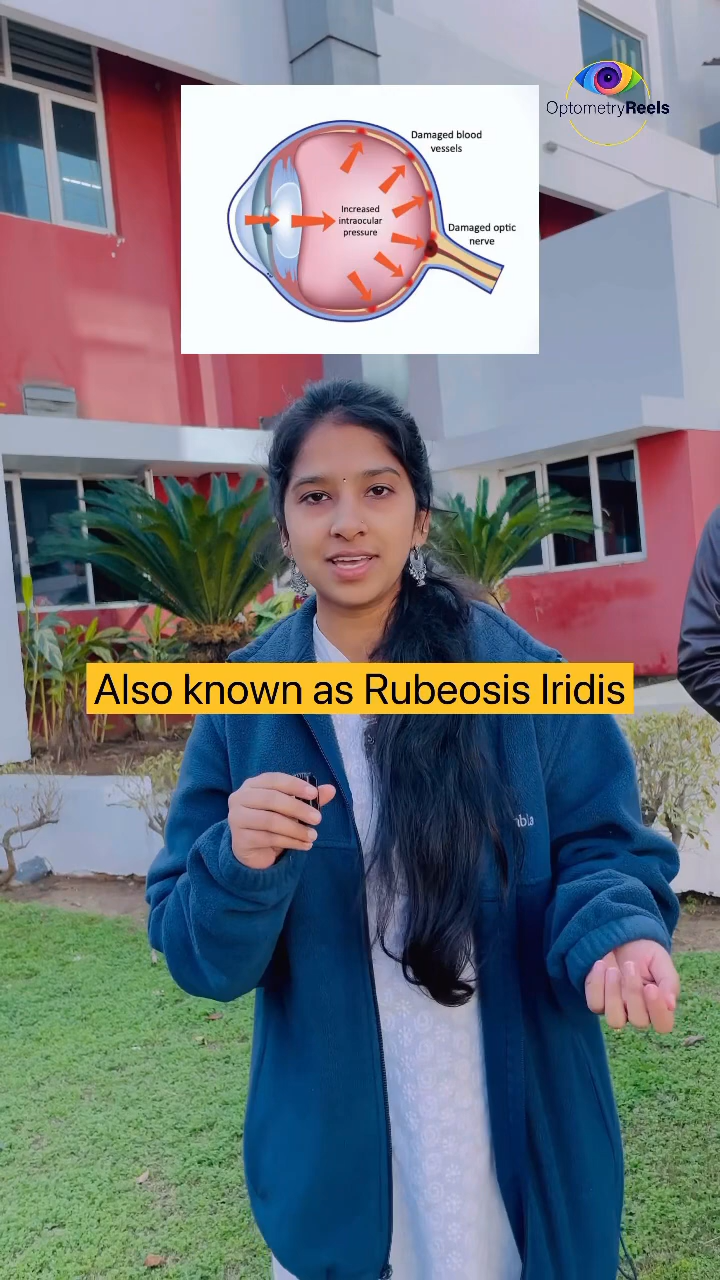 OptometryReels
Damaged blood
vessels
Increased
intraocular
pressure
Damaged optic
nerve
Also known as Rubeosis Iridis